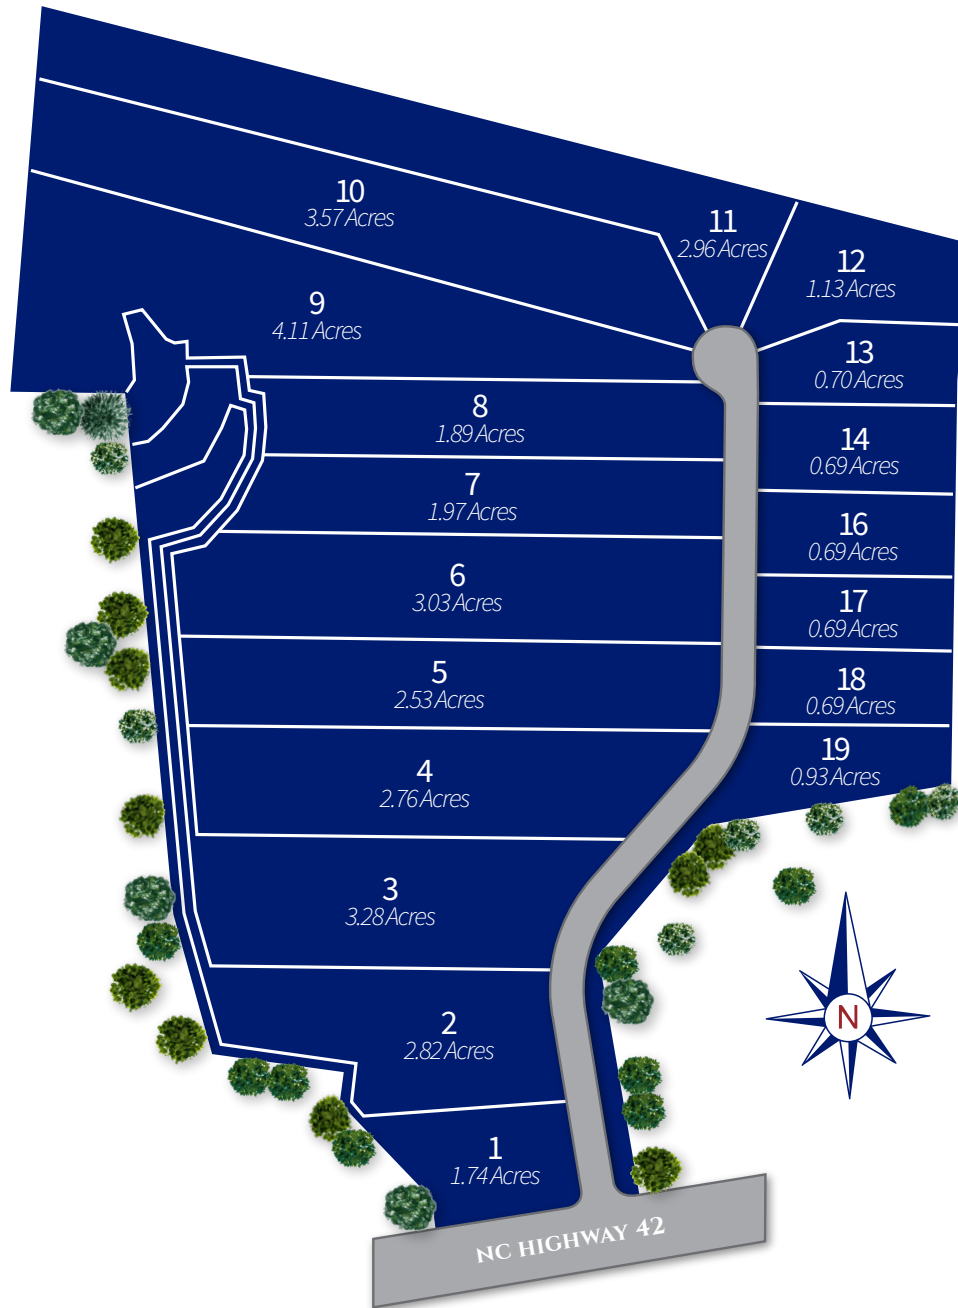 10
3.57 Acres
11
2.96 Acres
12
1.13 Acres
9
4.11 Acres
13
0.70 Acres
8
1.89 Acres
14
0.69 Acres
7
1.97 Acres
16
0.69 Acres
6
3.03 Acres
17
0.69 Acres
5
2.53 Acres
18
0.69 Acres
4
2.76 Acres
19
0.93 Acres
3
3.28 Acres
2
2.82 Acres
N
1
1.74 Acres
NC HIGHWAY 42